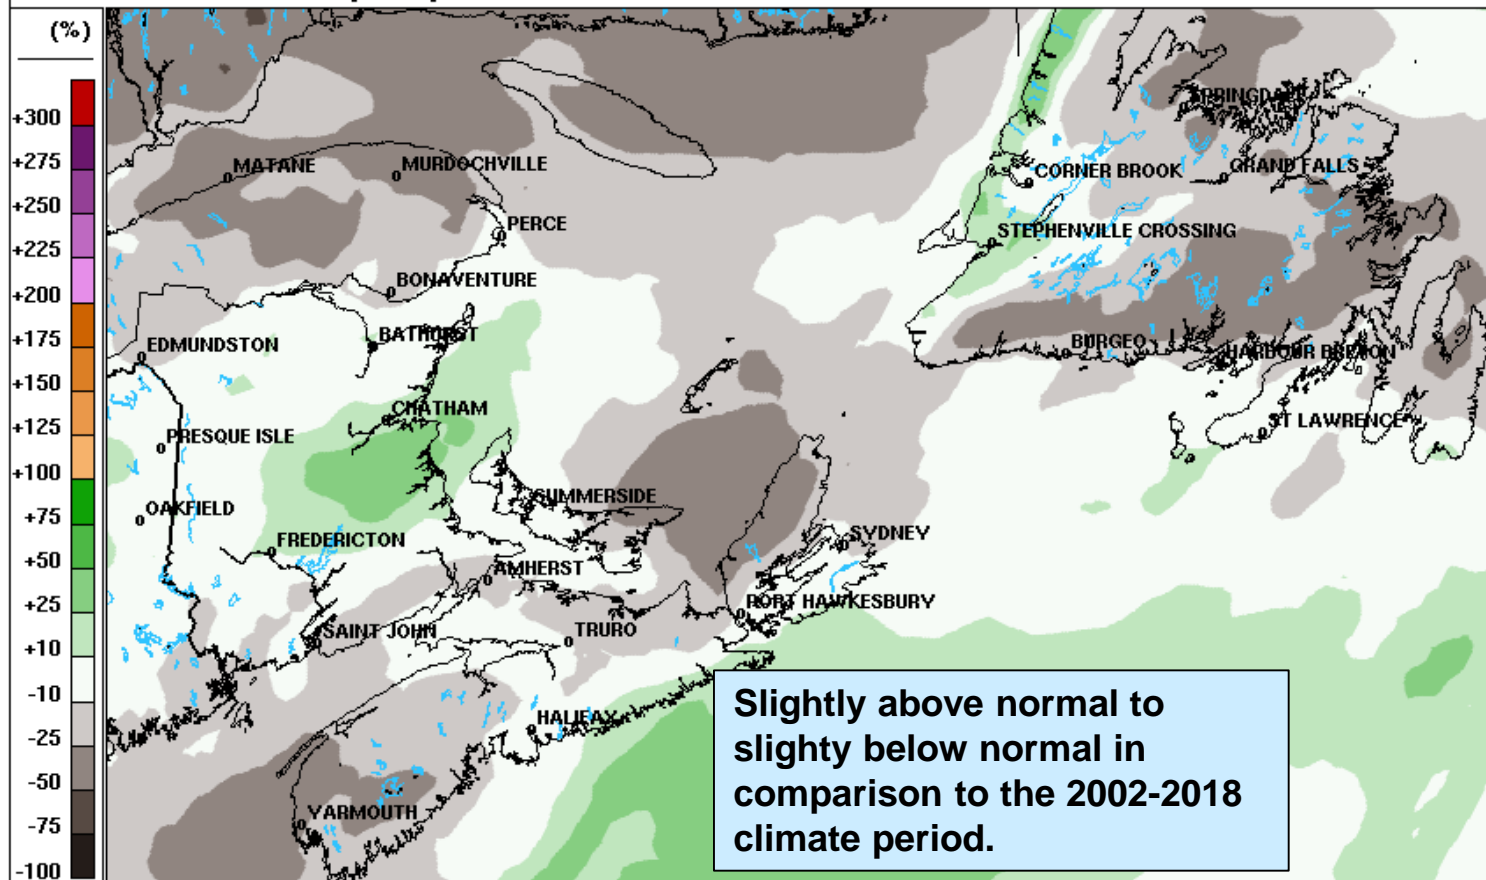 (%)
+300
+275
+250
+225
+200
+175
+150
+125
+100
+75
+50
+25
+10
-10
-25
-50
-75
-100
SPRINGDALE
MATANE
MURDOCHVILLE
CORNER BROOK
GRAND FALLS
PERCE
STEPHENVILLE CROSSING
BONAVENTURE
BATHURST
EDMUNDSTON
BURGEO
HARBOUR BRETON
CHATHAM
PRESQUE ISLE
ST LAWRENCE
SUMMERSIDE
OAKFIELD
FREDERICTON
SYDNEY
AMHERST
PORT HAWKESBURY
SAINT JOHN
TRURO
HALIFAX
YARMOUTH
Slightly above normal to
slighty below normal in
comparison to the 2002-2018
climate period.